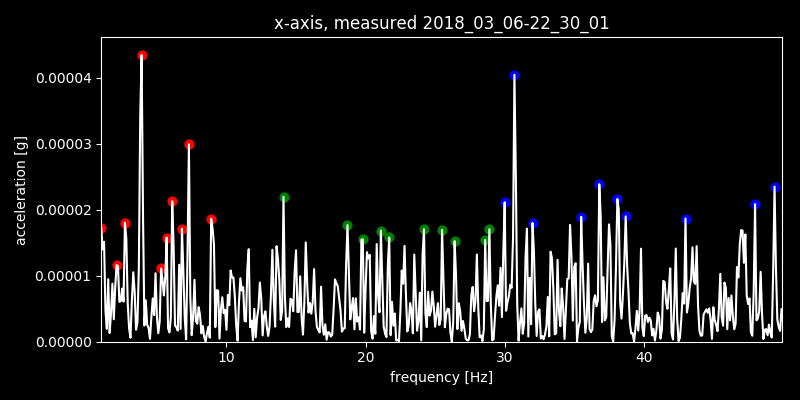 x-axis, measured 2018_03_06-22_30_01
0.00004
0.00003
0.00002
0.00001
0.00000
acceleration [g]
10 20 30 40
frequency [Hz]